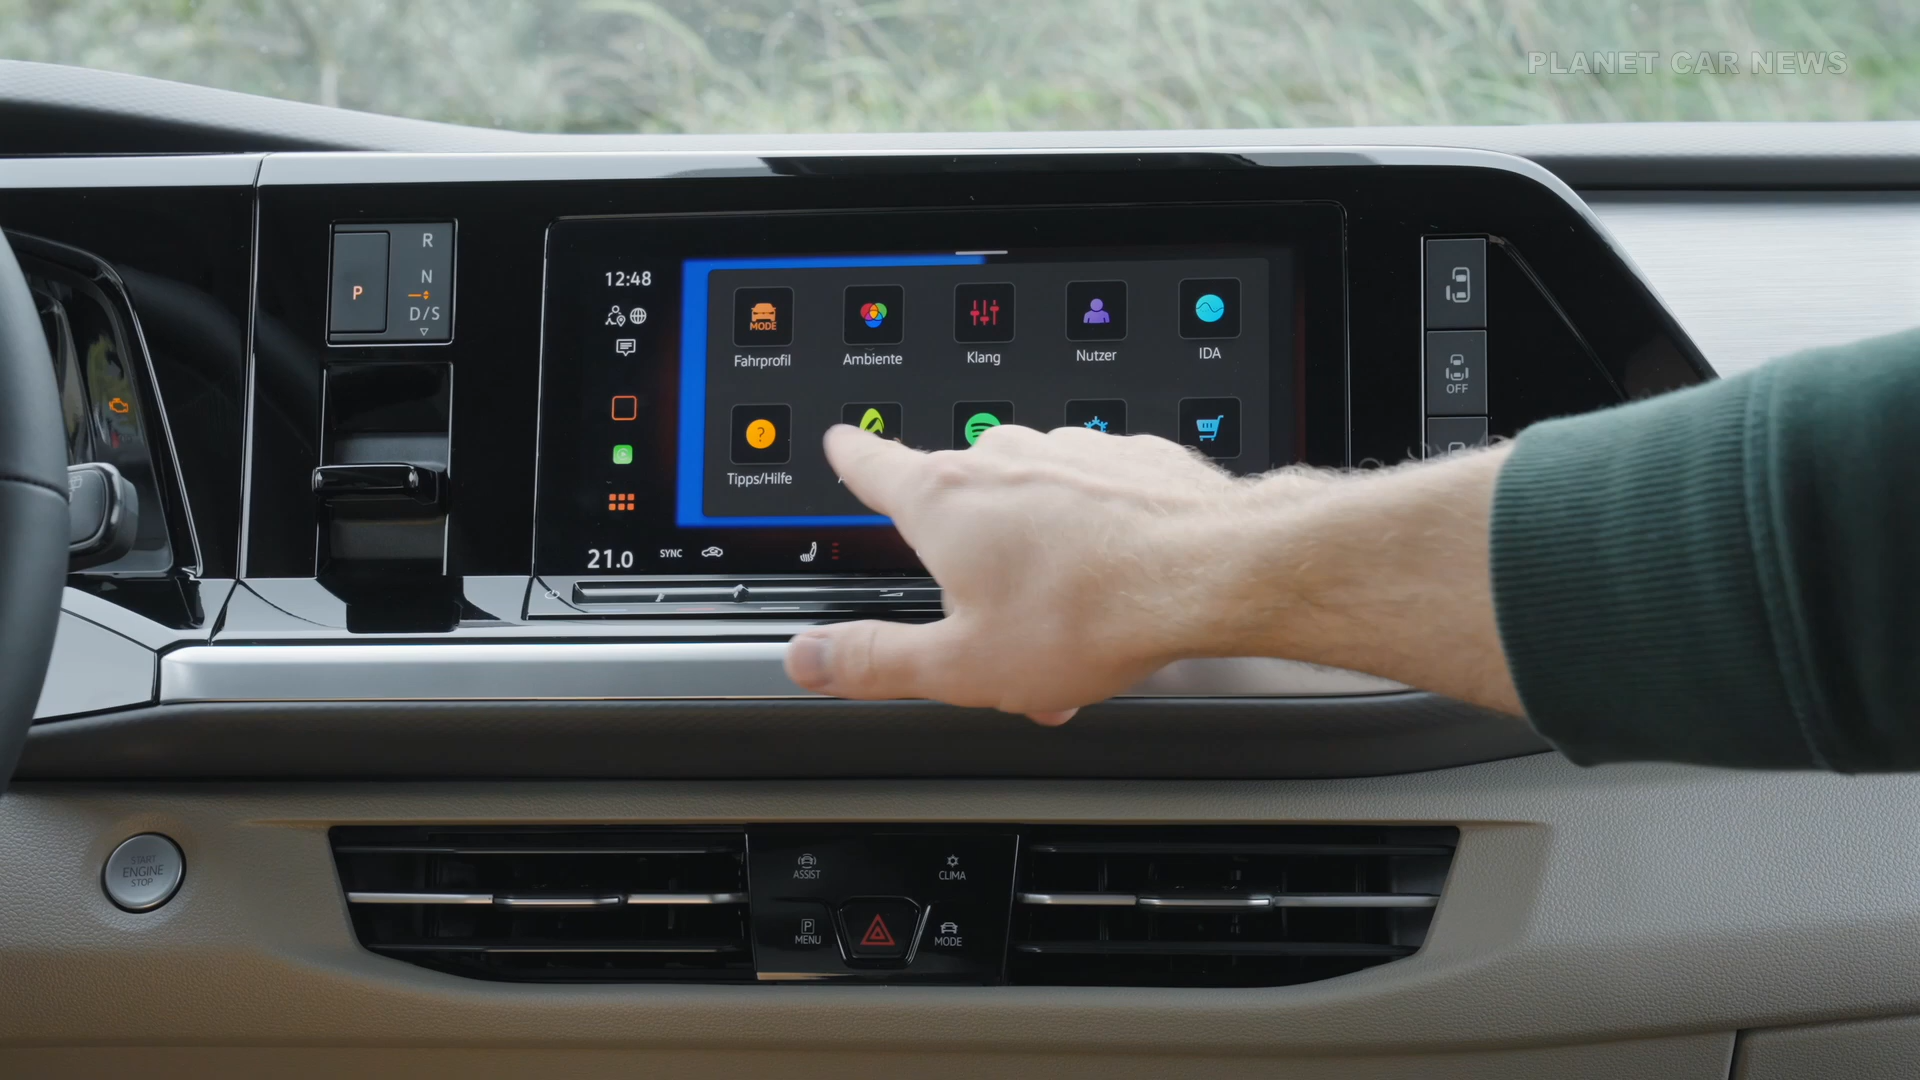 PLANET CAR NEWS
R
N
P
D/S
12:48
MODE
Fahrprofil
Ambiente
Klang
Nutzer
IDA
OFF
?
Tipps/Hilfe
21.0
SYNC
START
ENGINE
STOP
ASSIST
CLIMA
P
MENU
MODE